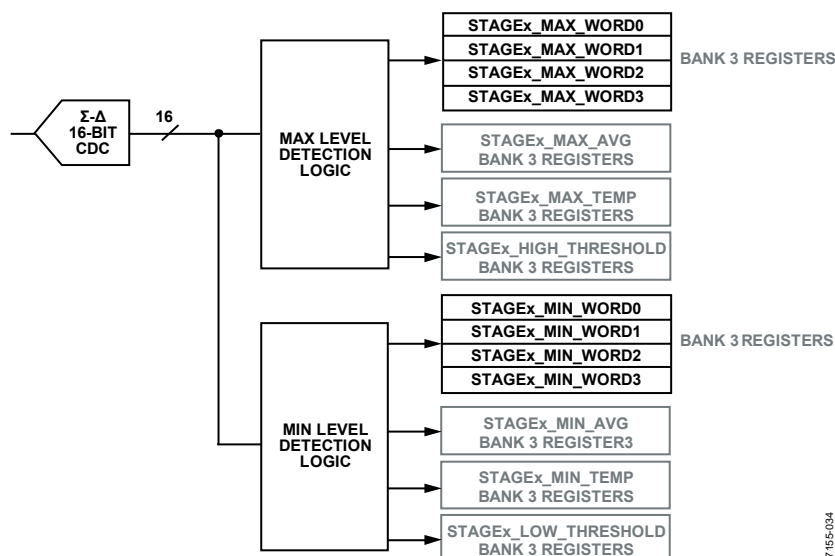 Σ-Δ
16-BIT
CDC
16
MAX LEVEL
DETECTION
LOGIC
STAGEx_MAX_WORD0
STAGEx_MAX_WORD1
STAGEx_MAX_WORD2
STAGEx_MAX_WORD3
BANK 3 REGISTERS
STAGEx_MAX_AVG
BANK 3 REGISTERS
STAGEx_MAX_TEMP
BANK 3 REGISTERS
STAGEx_HIGH_THRESHOLD
BANK 3 REGISTERS
MIN LEVEL
DETECTION
LOGIC
STAGEx_MIN_WORD0
STAGEx_MIN_WORD1
STAGEx_MIN_WORD2
STAGEx_MIN_WORD3
BANK 3 REGISTERS
STAGEx_MIN_AVG
BANK 3 REGISTER3
STAGEx_MIN_TEMP
BANK 3 REGISTERS
STAGEx_LOW_THRESHOLD
BANK 3 REGISTERS
155-034